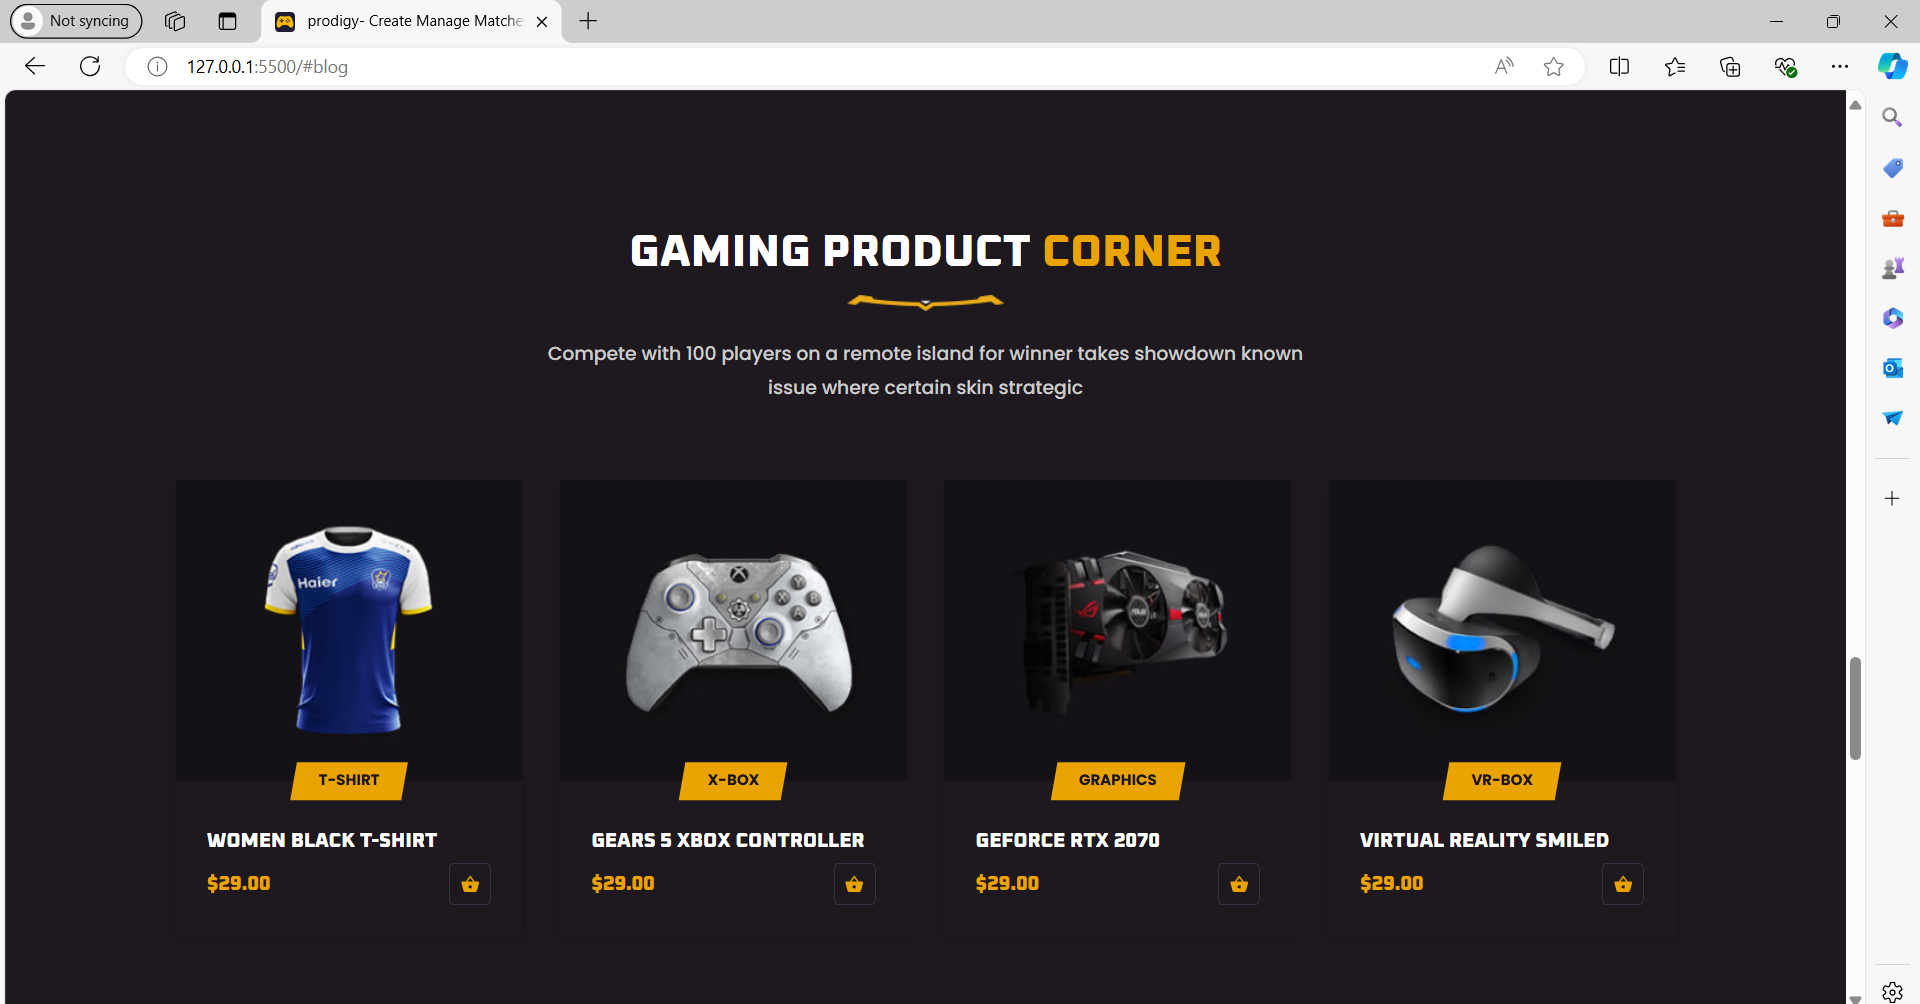 Not syncing
prodigy- Create Manage Matche
127.0.0.1:5500/#blog
GAMING PRODUCT CORNER
Compete with 100 players on a remote island for winner takes showdown known
issue where certain skin strategic
Haier
Y
X B
A
T-SHIRT
X-BOX
GRAPHICS
VR-BOX
WOMEN BLACK T-SHIRT
GEARS 5 XBOX CONTROLLER
GEFORCE RTX 2070
VIRTUAL REALITY SMILED
$29.00
$29.00
$29.00
$29.00